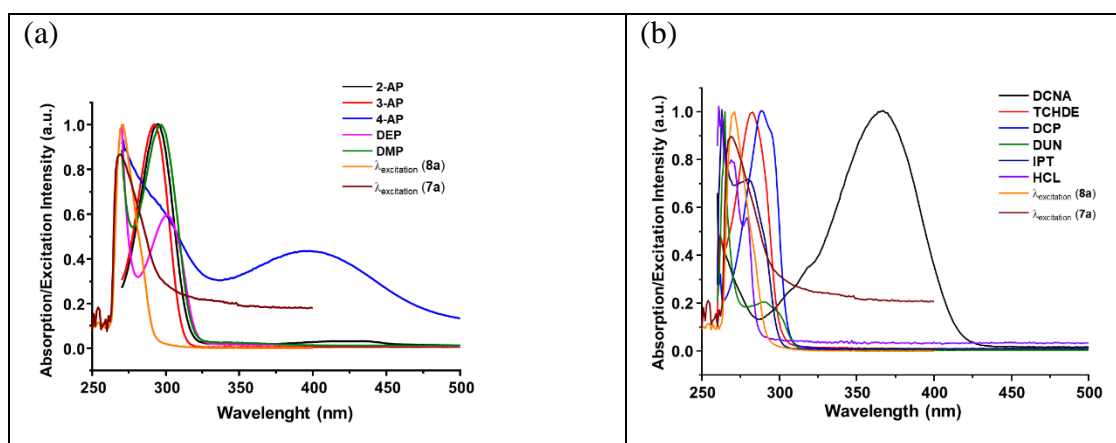 (a)
2-AP
3-AP
4-AP
DEP
DMP
λexcitation (8a)
λexcitation (7a)
Absorption/Excitation Intensity (a.u.)
1.0
0.8
0.6
0.4
0.2
0.0
250 300 350 400 450 500
Wavelenght (nm)
(b)
DCNA
TCHDE
DCP
DUN
IPT
HCL
λexcitation (8a)
λexcitation (7a)
Absorption/Excitation Intensity (a.u.)
1.0
0.8
0.6
0.4
0.2
0.0
250 300 350 400 450 500
Wavelength (nm)